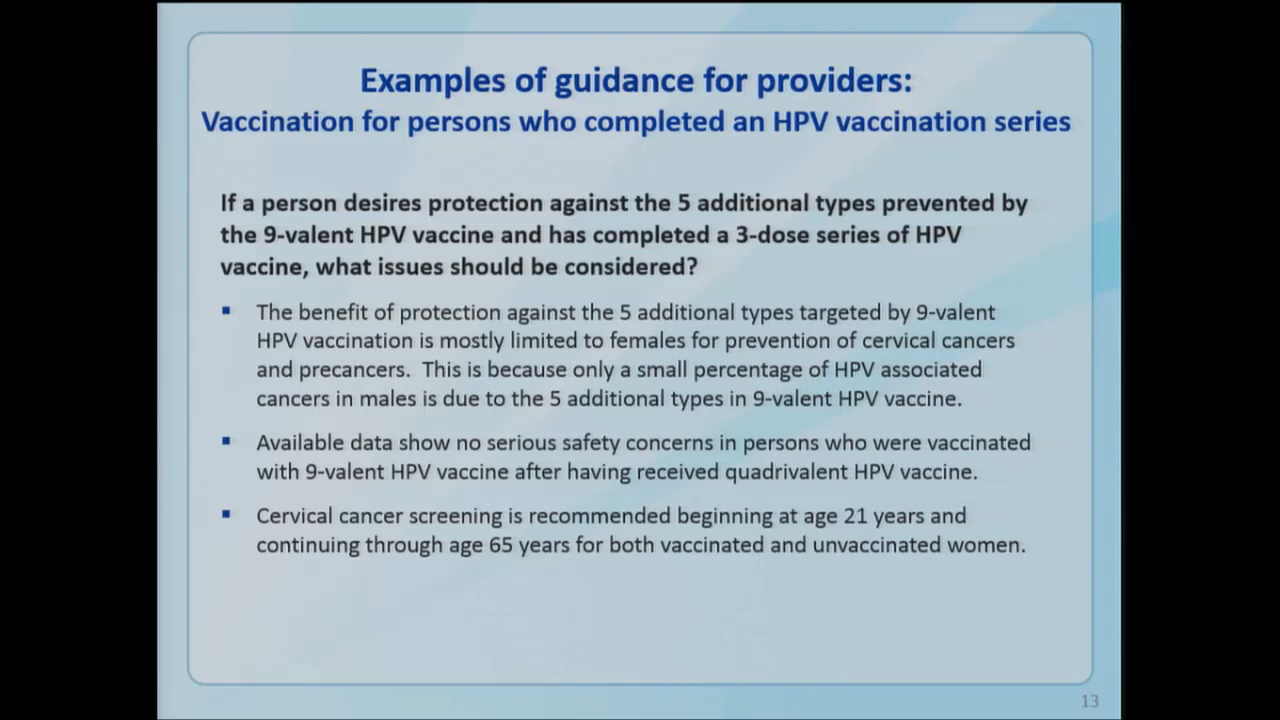 Examples of guidance for providers:
Vaccination for persons who completed an HPV vaccination series
If a person desires protection against the 5 additional types prevented by
the 9-valent HPV vaccine and has completed a 3-dose series of HPV
vaccine, what issues should be considered?
▪ The benefit of protection against the 5 additional types targeted by 9-valent
HPV vaccination is mostly limited to females for prevention of cervical cancers
and precancers.  This is because only a small percentage of HPV associated
cancers in males is due to the 5 additional types in 9-valent HPV vaccine.
▪ Available data show no serious safety concerns in persons who were vaccinated
with 9-valent HPV vaccine after having received quadrivalent HPV vaccine.
▪ Cervical cancer screening is recommended beginning at age 21 years and
continuing through age 65 years for both vaccinated and unvaccinated women.
13